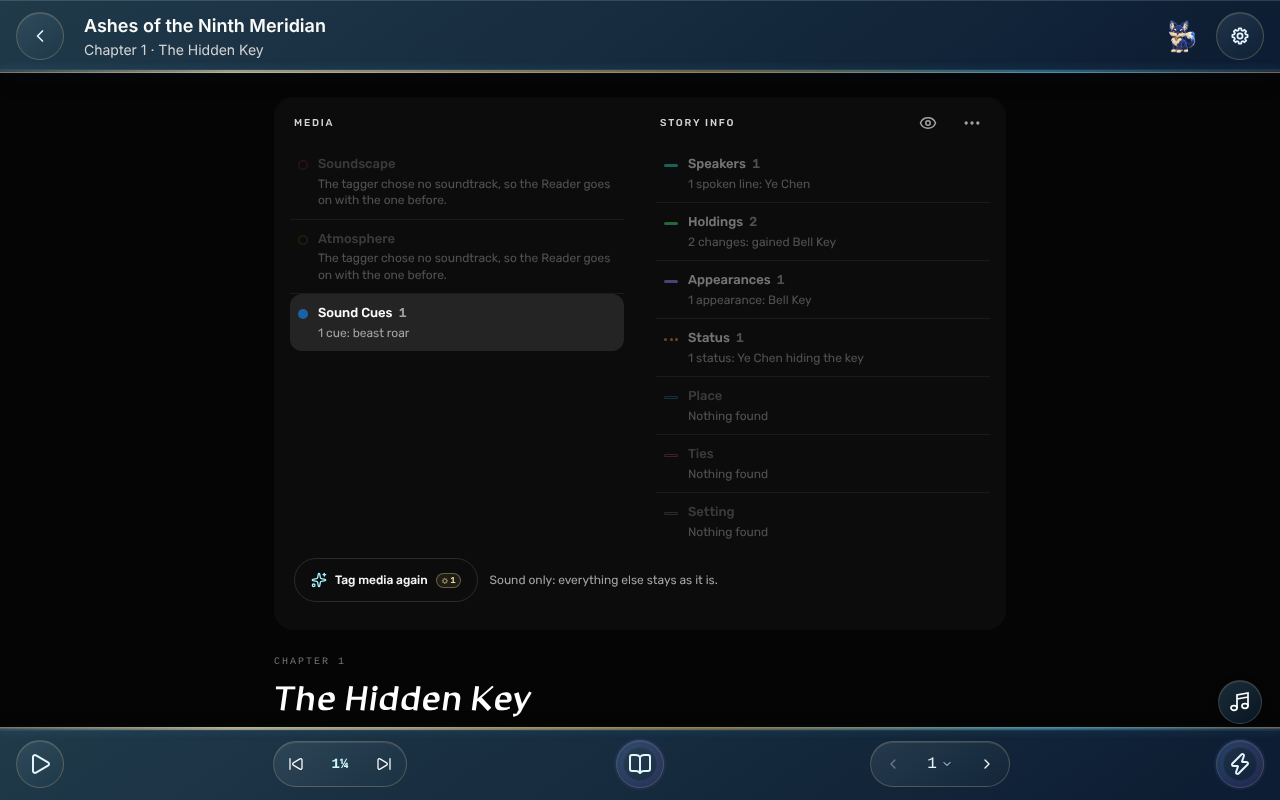 Ashes of the Ninth Meridian
Chapter 1 · The Hidden Key
MEDIA
Soundscape
The tagger chose no soundtrack, so the Reader goes
on with the one before.
Atmosphere
The tagger chose no soundtrack, so the Reader goes
on with the one before.
Sound Cues 1
1 cue: beast roar
STORY INFO
Speakers 1
1 spoken line: Ye Chen
Holdings 2
2 changes: gained Bell Key
Appearances 1
1 appearance: Bell Key
Status 1
1 status: Ye Chen hiding the key
Place
Nothing found
Ties
Nothing found
Setting
Nothing found
Tag media again 1
Sound only: everything else stays as it is.
CHAPTER 1
The Hidden Key
1¼
1